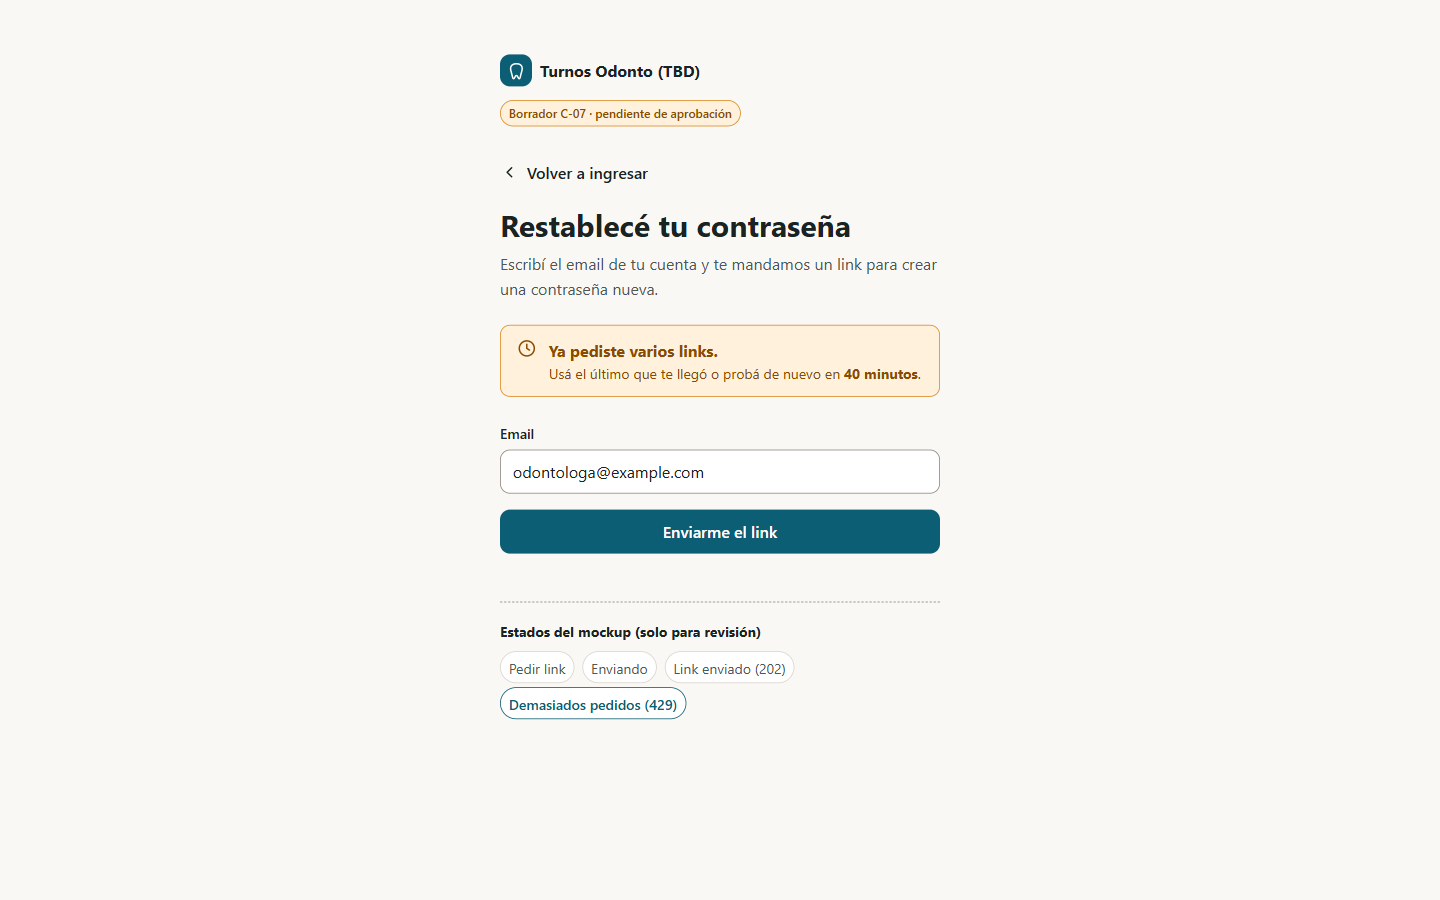 Turnos Odonto (TBD)
Borrador C-07 · pendiente de aprobación
Volver a ingresar
Restablecé tu contraseña
Escribí el email de tu cuenta y te mandamos un link para crear
una contraseña nueva.
Ya pediste varios links.
Usá el último que te llegó o probá de nuevo en 40 minutos.
Email
odontologa@example.com
Enviarme el link
Estados del mockup (solo para revisión)
Pedir link Enviando Link enviado (202)
Demasiados pedidos (429)